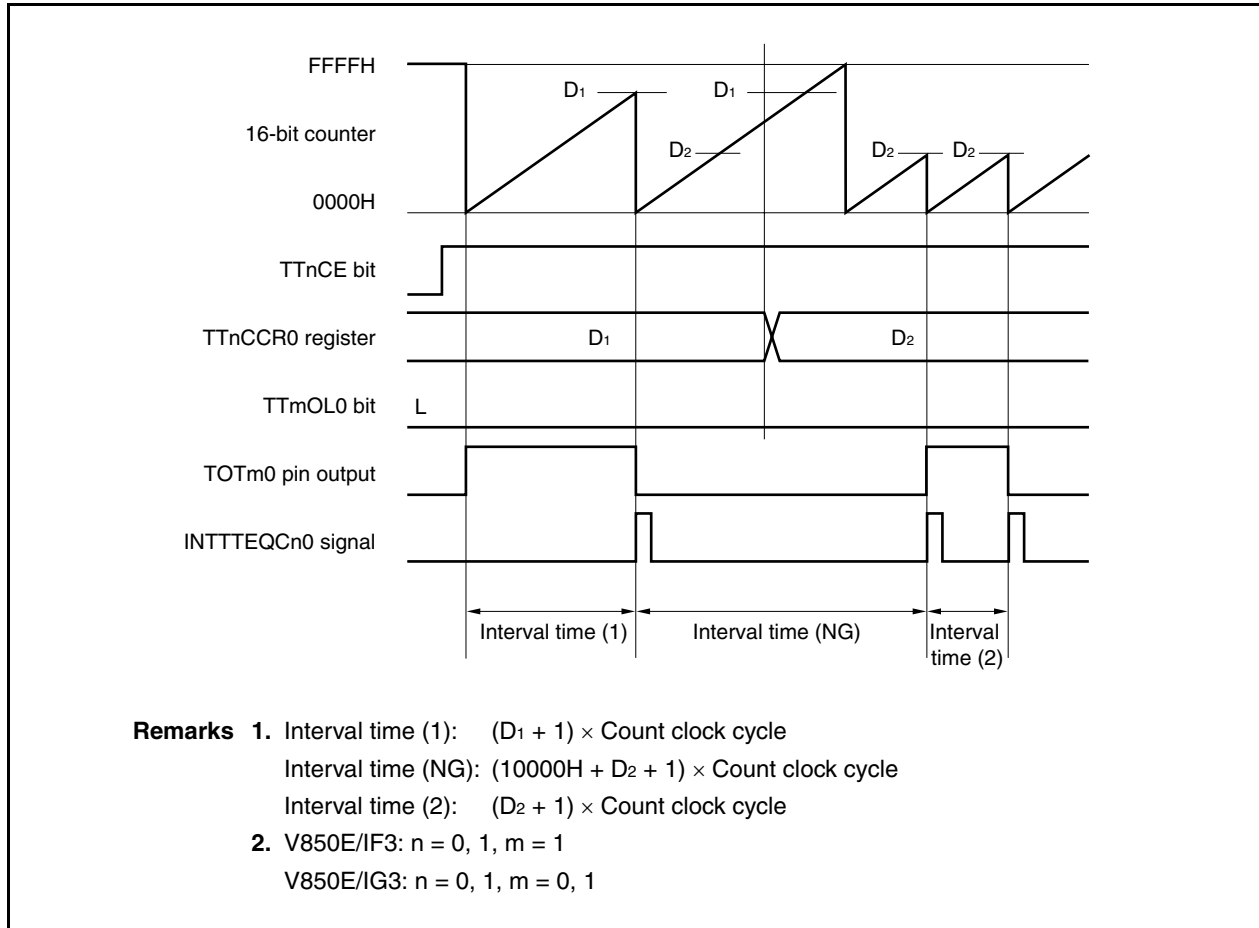 FFFFH
D1
D1
16-bit counter
D2
D2
D2
0000H
TTnCE bit
TTnCCR0 register
D1
D2
TTmOL0 bit
L
TOTm0 pin output
INTTTEQCn0 signal
Interval time (1)
Interval time (NG)
Interval
time (2)
Remarks 1. Interval time (1): (D1 + 1) × Count clock cycle
Interval time (NG): (10000H + D2 + 1) × Count clock cycle
Interval time (2): (D2 + 1) × Count clock cycle
2. V850E/IF3: n = 0, 1, m = 1
V850E/IG3: n = 0, 1, m = 0, 1